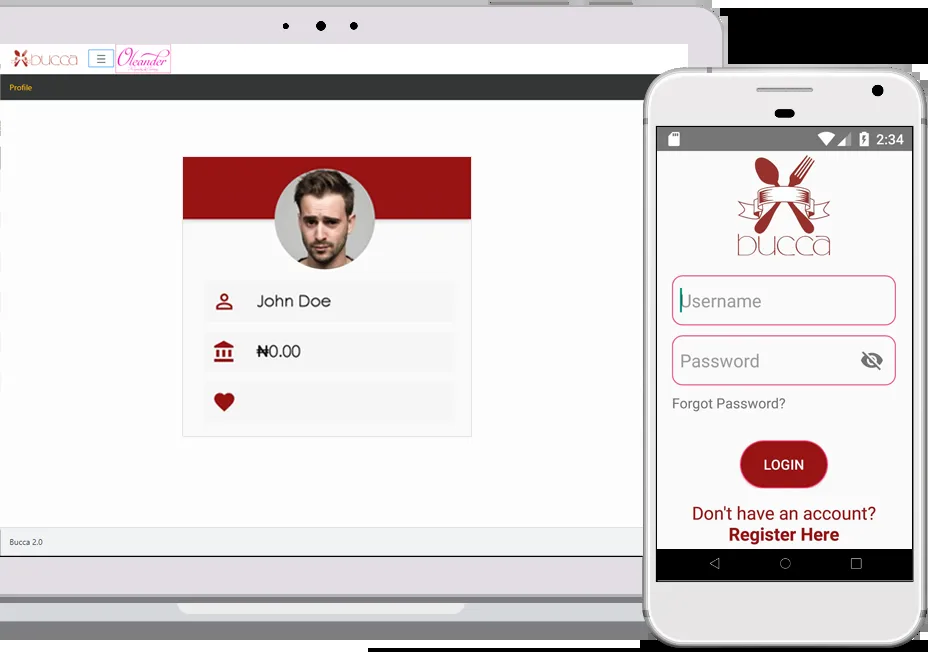 bucca
Oleander
Profile
John Doe
₦0.00
Bucca 2.0
2:34
bucca
Username
Password
Forgot Password?
LOGIN
Don't have an account?
Register Here